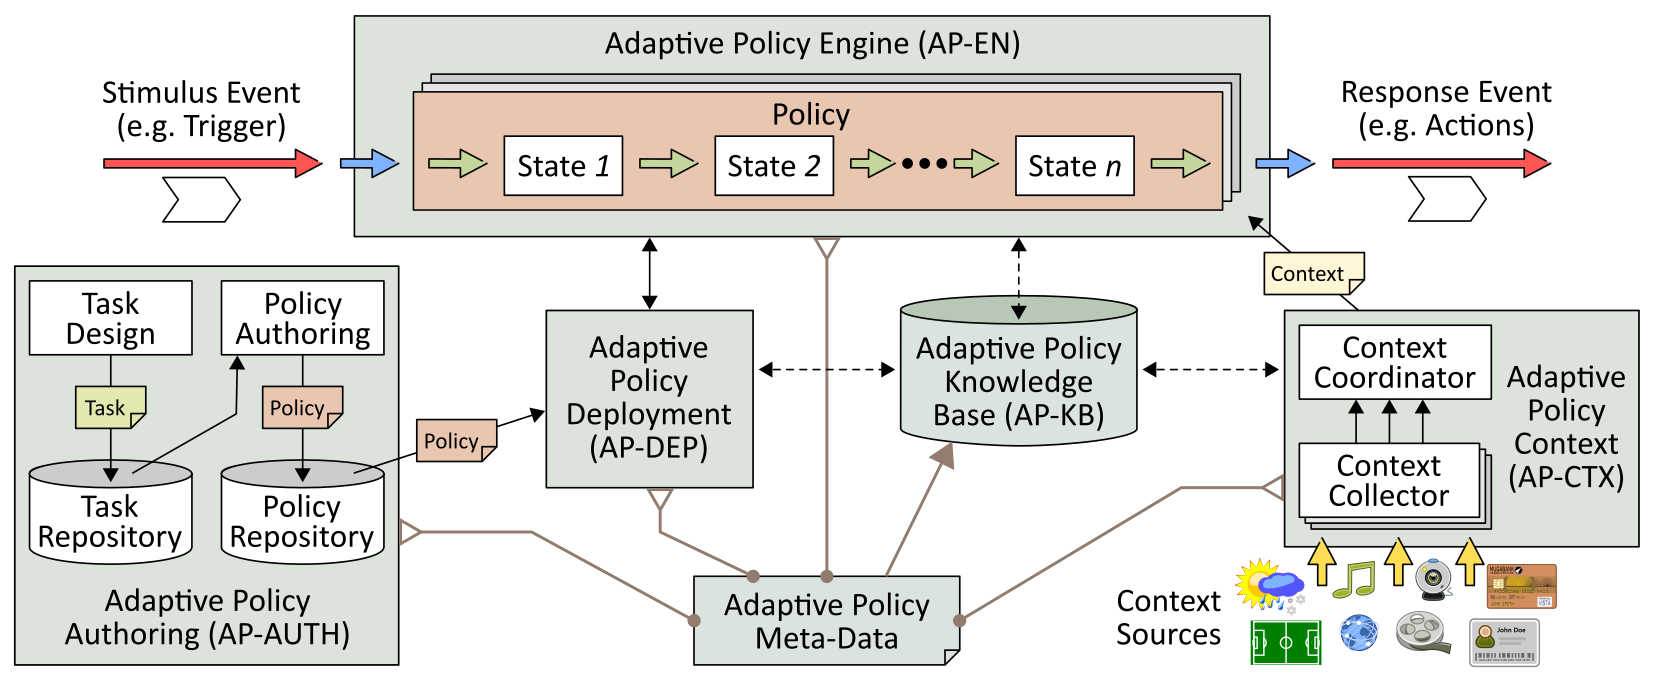 Adaptive Policy Engine (AP-EN)
Stimulus Event
(e.g. Trigger)
Policy
State 1
State 2
State n
Response Event
(e.g. Actions)
Context
Task
Design
Policy
Authoring
Task
Policy
Task
Repository
Policy
Repository
Adaptive Policy
Authoring (AP-AUTH)
Policy
Adaptive
Policy
Deployment
(AP-DEP)
Adaptive Policy
Knowledge
Base (AP-KB)
Context
Coordinator
Context
Collector
Adaptive
Policy
Context
(AP-CTX)
Adaptive Policy
Meta-Data
Context
Sources
MUGABANK
John Doe